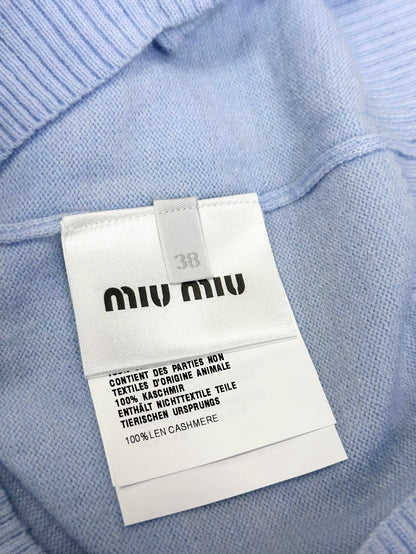 38
miu miu
CONTIENT DES PARTIES NON
TEXTILES D'ORIGINE ANIMALE
100% KASCHMIR
ENTHÄLT NICHTTEXTILE TEILE
TIERISCHEN URSPRUNGS
100%LEN CASHMERE